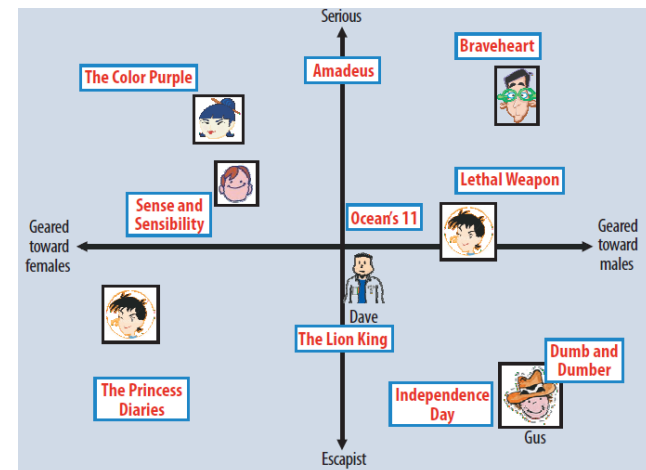 Serious
Braveheart
Amadeus
The Color Purple
Lethal Weapon
Sense and
Sensibility
Ocean's 11
Geared
toward
females
Geared
toward
males
Dave
The Lion King
Dumb and
Dumber
The Princess
Diaries
Independence
Day
Gus
Escapist